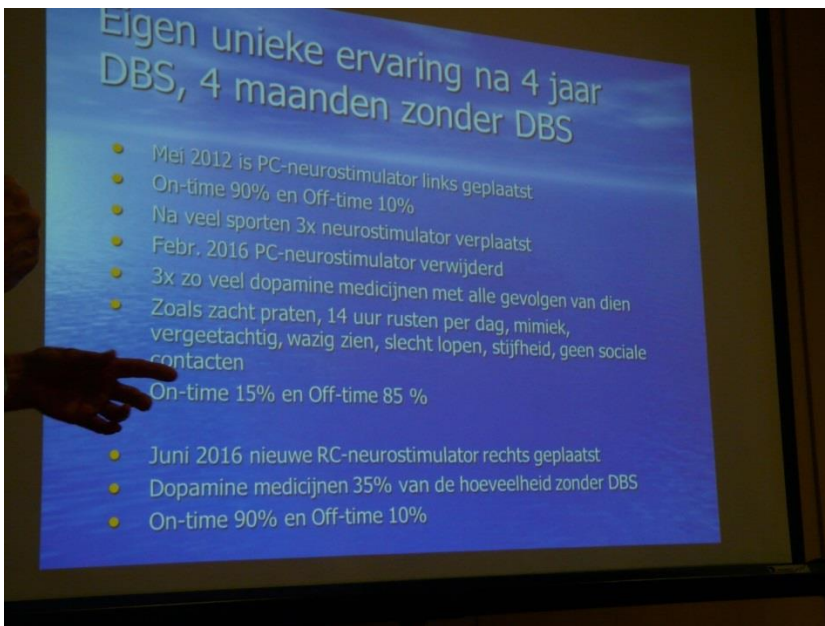 Eigen unieke ervaring na 4 jaar
DBS, 4 maanden zonder DBS
Mei 2012 is PC-neurostimulator links geplaatst
On-time 90% en Off-time 10%
Na veel sporten 3x neurostimulator verplaatst
Febr. 2016 PC-neurostimulator verwijderd
3x zo veel dopamine medicijnen met alle gevolgen van dien
Zoals zacht praten, 14 uur rusten per dag, mimiek,
vergeetachtig, wazig zien, slecht lopen, stijfheid, geen sociale
contacten
On-time 15% en Off-time 85 %
Juni 2016 nieuwe RC-neurostimulator rechts geplaatst
Dopamine medicijnen 35% van de hoeveelheid zonder DBS
On-time 90% en Off-time 10%